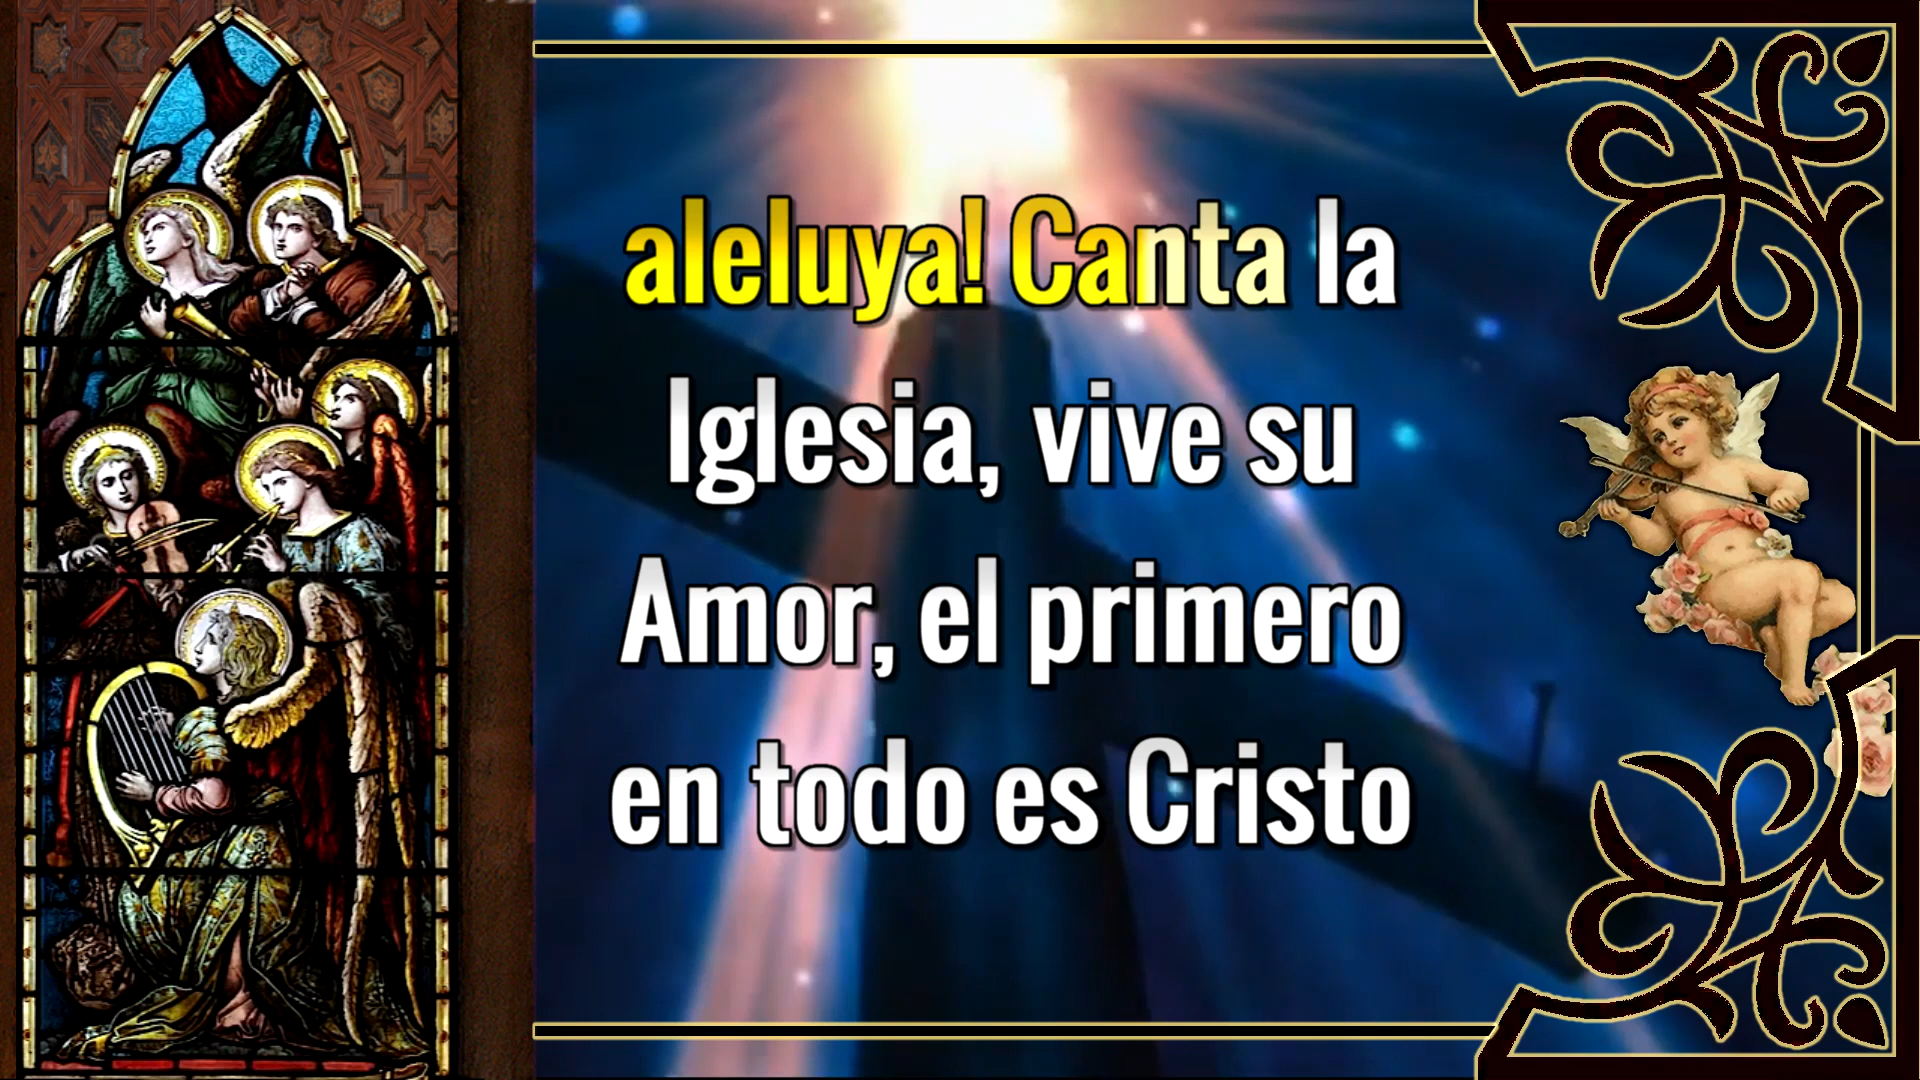 aleluya! Canta la
Iglesia, vive su
Amor, el primero
en todo es Cristo